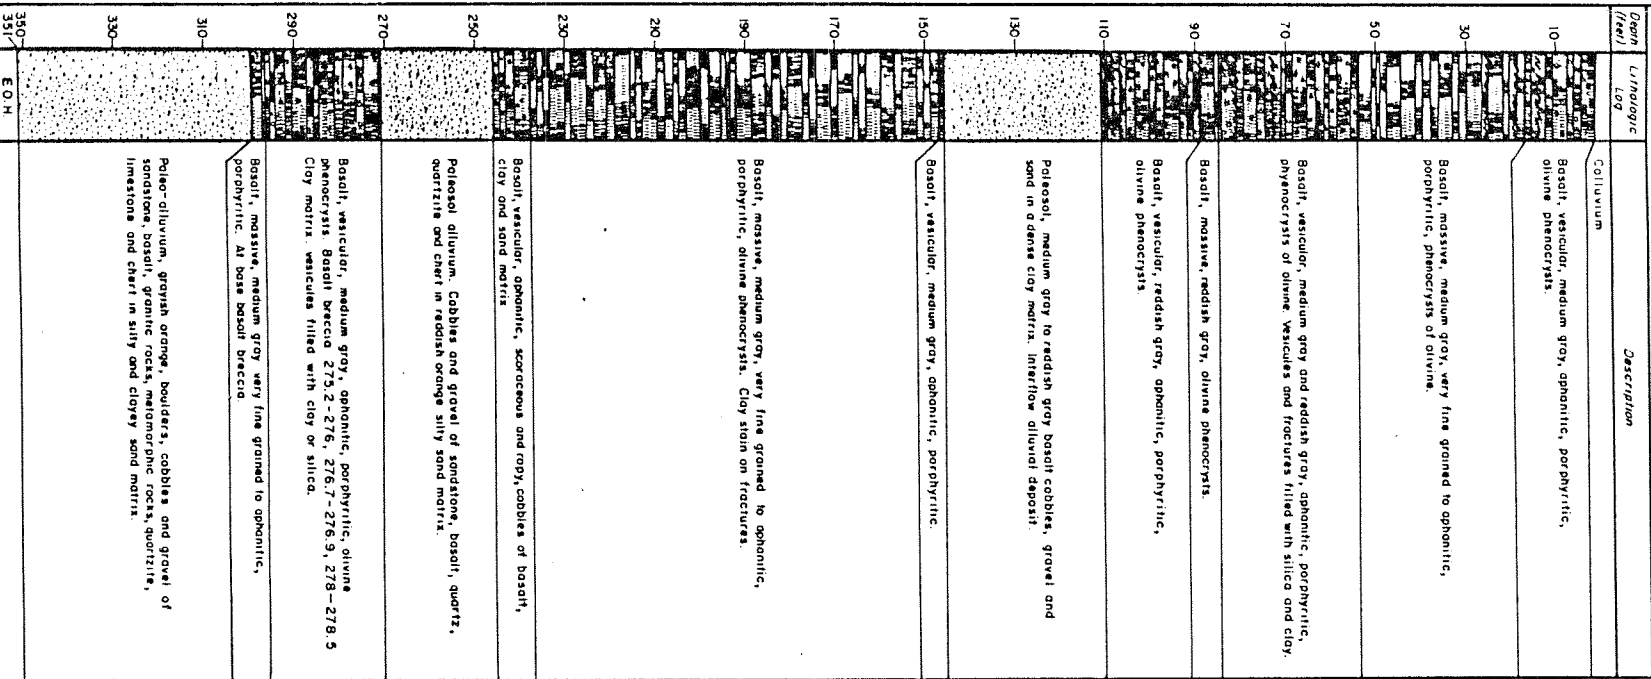 Depth
(feet)
Lithologic
Log
Description
10
30
50
70
90
110
130
150
170
190
210
230
250
270
290
310
330
350
351
E O H
Colluvium
Basalt, vesicular, medium gray, aphanitic, porphyritic,
olivine phenocrysts.
Basalt, massive, medium gray, very fine grained to aphanitic,
porphyritic, phenocrysts of olivine.
Basalt, vesicular, medium gray and reddish gray, aphanitic, porphyritic,
phyenocrysts of olivine. Vesicules and fractures filled with silica and clay.
Basalt, massive, reddish gray, olivine phenocrysts.
Basalt, vesicular, reddish gray, aphanitic, porphyritic,
olivine phenocrysts.
Paleosol, medium gray to reddish gray basalt cobbles, gravel and
sand in a dense clay matrix. Interflow alluvial deposit.
Basalt, vesicular, medium gray, aphanitic, porphyritic.
Basalt, massive, medium gray, very fine grained to aphanitic,
porphyritic, olivine phenocrysts. Clay stain on fractures.
Basalt, vesicular, aphanitic, scoraceous and ropy, cobbles of basalt,
clay and sand matrix
Paleosol alluvium. Cobbles and gravel of sandstone, basalt, quartz,
quartzite and chert in reddish orange silty sand matrix.
Basalt, vesicular, medium gray, aphanitic, porphyritic, olivine
phenocrysts. Basalt breccia 275.2-276, 276.7-276.9, 278-278.5
Clay matrix. vesicules filled with clay or silica.
Basalt, massive, medium gray very fine grained to aphanitic,
porphyritic. At base basalt breccia.
Paleo-alluvium, grayish orange, boulders, cobbles and gravel of
sandstone, basalt, granitic rocks, metamorphic rocks, quartzite,
limestone and chert in silty and clayey sand matrix.